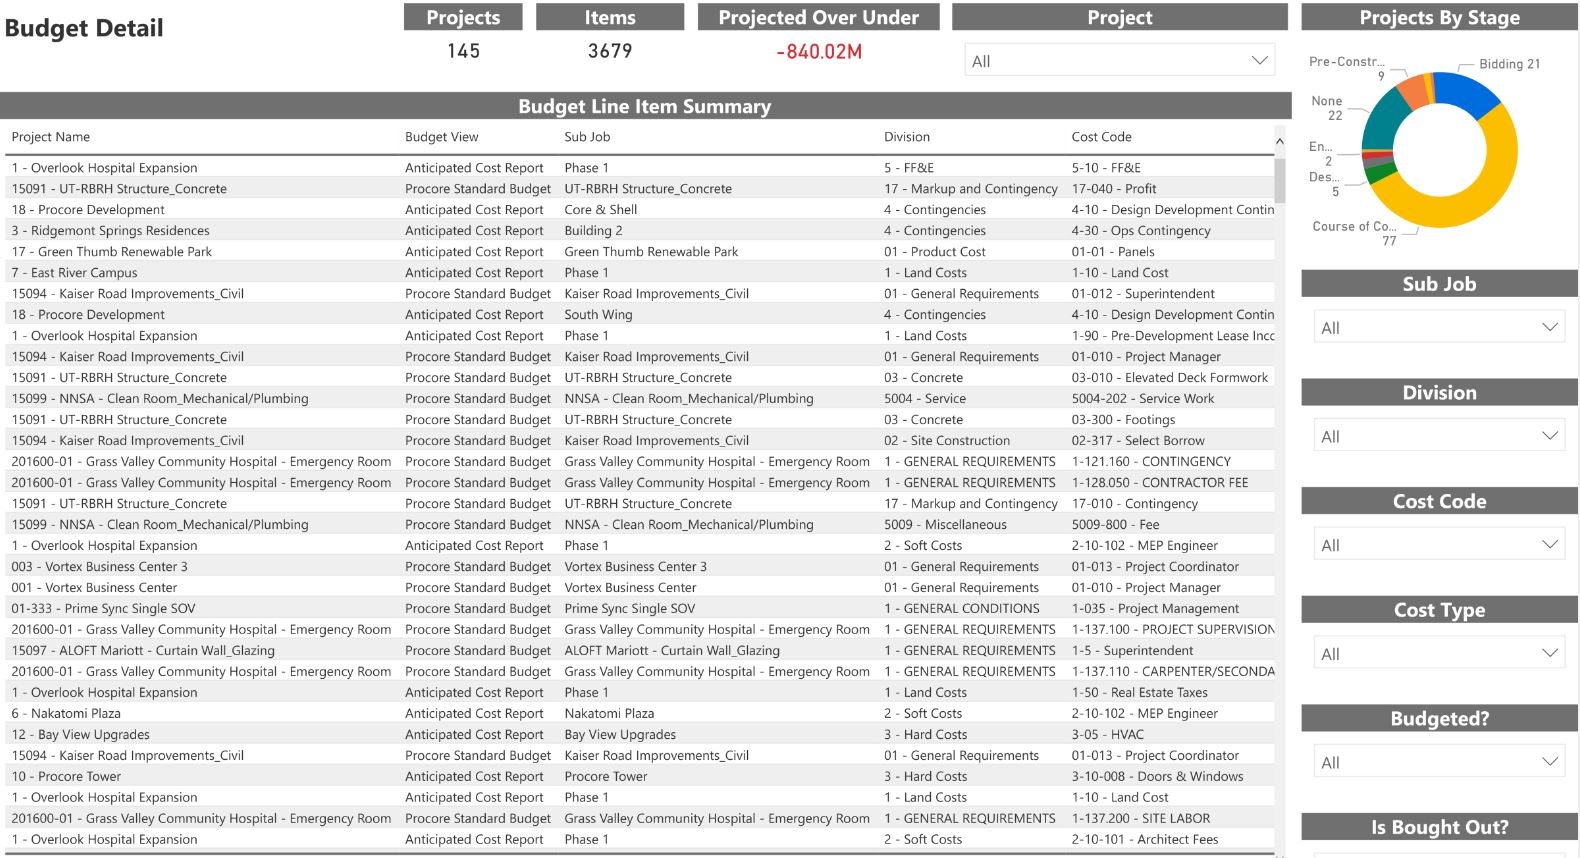 Budget Detail
Projects
145
Items
3679
Projected Over Under
-840.02M
Project
All
Projects By Stage
Pre-Constr...
9
Bidding 21
None
22
En...
2
Des...
5
Course of Co...
77
Budget Line Item Summary
Project Name Budget View Sub Job Division Cost Code
1 - Overlook Hospital Expansion Anticipated Cost Report Phase 1 5 - FF&E 5-10 - FF&E
15091 - UT-RBRH Structure_Concrete Procore Standard Budget UT-RBRH Structure_Concrete 17 - Markup and Contingency 17-040 - Profit
18 - Procore Development Anticipated Cost Report Core & Shell 4 - Contingencies 4-10 - Design Development Contin
3 - Ridgemont Springs Residences Anticipated Cost Report Building 2 4 - Contingencies 4-30 - Ops Contingency
17 - Green Thumb Renewable Park Anticipated Cost Report Green Thumb Renewable Park 01 - Product Cost 01-01 - Panels
7 - East River Campus Anticipated Cost Report Phase 1 1 - Land Costs 1-10 - Land Cost
15094 - Kaiser Road Improvements_Civil Procore Standard Budget Kaiser Road Improvements_Civil 01 - General Requirements 01-012 - Superintendent
18 - Procore Development Anticipated Cost Report South Wing 4 - Contingencies 4-10 - Design Development Contin
1 - Overlook Hospital Expansion Anticipated Cost Report Phase 1 1 - Land Costs 1-90 - Pre-Development Lease Inco
15094 - Kaiser Road Improvements_Civil Procore Standard Budget Kaiser Road Improvements_Civil 01 - General Requirements 01-010 - Project Manager
15091 - UT-RBRH Structure_Concrete Procore Standard Budget UT-RBRH Structure_Concrete 03 - Concrete 03-010 - Elevated Deck Formwork
15099 - NNSA - Clean Room_Mechanical/Plumbing Procore Standard Budget NNSA - Clean Room_Mechanical/Plumbing 5004 - Service 5004-202 - Service Work
15091 - UT-RBRH Structure_Concrete Procore Standard Budget UT-RBRH Structure_Concrete 03 - Concrete 03-300 - Footings
15094 - Kaiser Road Improvements_Civil Procore Standard Budget Kaiser Road Improvements_Civil 02 - Site Construction 02-317 - Select Borrow
201600-01 - Grass Valley Community Hospital - Emergency Room Procore Standard Budget Grass Valley Community Hospital - Emergency Room 1 - GENERAL REQUIREMENTS 1-121.160 - CONTINGENCY
201600-01 - Grass Valley Community Hospital - Emergency Room Procore Standard Budget Grass Valley Community Hospital - Emergency Room 1 - GENERAL REQUIREMENTS 1-128.050 - CONTRACTOR FEE
15091 - UT-RBRH Structure_Concrete Procore Standard Budget UT-RBRH Structure_Concrete 17 - Markup and Contingency 17-010 - Contingency
15099 - NNSA - Clean Room_Mechanical/Plumbing Procore Standard Budget NNSA - Clean Room_Mechanical/Plumbing 5009 - Miscellaneous 5009-800 - Fee
1 - Overlook Hospital Expansion Anticipated Cost Report Phase 1 2 - Soft Costs 2-10-102 - MEP Engineer
003 - Vortex Business Center 3 Procore Standard Budget Vortex Business Center 3 01 - General Requirements 01-013 - Project Coordinator
001 - Vortex Business Center Procore Standard Budget Vortex Business Center 01 - General Requirements 01-010 - Project Manager
01-333 - Prime Sync Single SOV Procore Standard Budget Prime Sync Single SOV 1 - GENERAL CONDITIONS 1-035 - Project Management
201600-01 - Grass Valley Community Hospital - Emergency Room Procore Standard Budget Grass Valley Community Hospital - Emergency Room 1 - GENERAL REQUIREMENTS 1-137.100 - PROJECT SUPERVISION
15097 - ALOFT Mariott - Curtain Wall_Glazing Procore Standard Budget ALOFT Mariott - Curtain Wall_Glazing 1 - GENERAL REQUIREMENTS 1-5 - Superintendent
201600-01 - Grass Valley Community Hospital - Emergency Room Procore Standard Budget Grass Valley Community Hospital - Emergency Room 1 - GENERAL REQUIREMENTS 1-137.110 - CARPENTER/SECONDA
1 - Overlook Hospital Expansion Anticipated Cost Report Phase 1 1 - Land Costs 1-50 - Real Estate Taxes
6 - Nakatomi Plaza Anticipated Cost Report Nakatomi Plaza 2 - Soft Costs 2-10-102 - MEP Engineer
12 - Bay View Upgrades Anticipated Cost Report Bay View Upgrades 3 - Hard Costs 3-05 - HVAC
15094 - Kaiser Road Improvements_Civil Procore Standard Budget Kaiser Road Improvements_Civil 01 - General Requirements 01-013 - Project Coordinator
10 - Procore Tower Anticipated Cost Report Procore Tower 3 - Hard Costs 3-10-008 - Doors & Windows
1 - Overlook Hospital Expansion Anticipated Cost Report Phase 1 1 - Land Costs 1-10 - Land Cost
201600-01 - Grass Valley Community Hospital - Emergency Room Procore Standard Budget Grass Valley Community Hospital - Emergency Room 1 - GENERAL REQUIREMENTS 1-137.200 - SITE LABOR
1 - Overlook Hospital Expansion Anticipated Cost Report Phase 1 2 - Soft Costs 2-10-101 - Architect Fees
Sub Job
All
Division
All
Cost Code
All
Cost Type
All
Budgeted?
All
Is Bought Out?